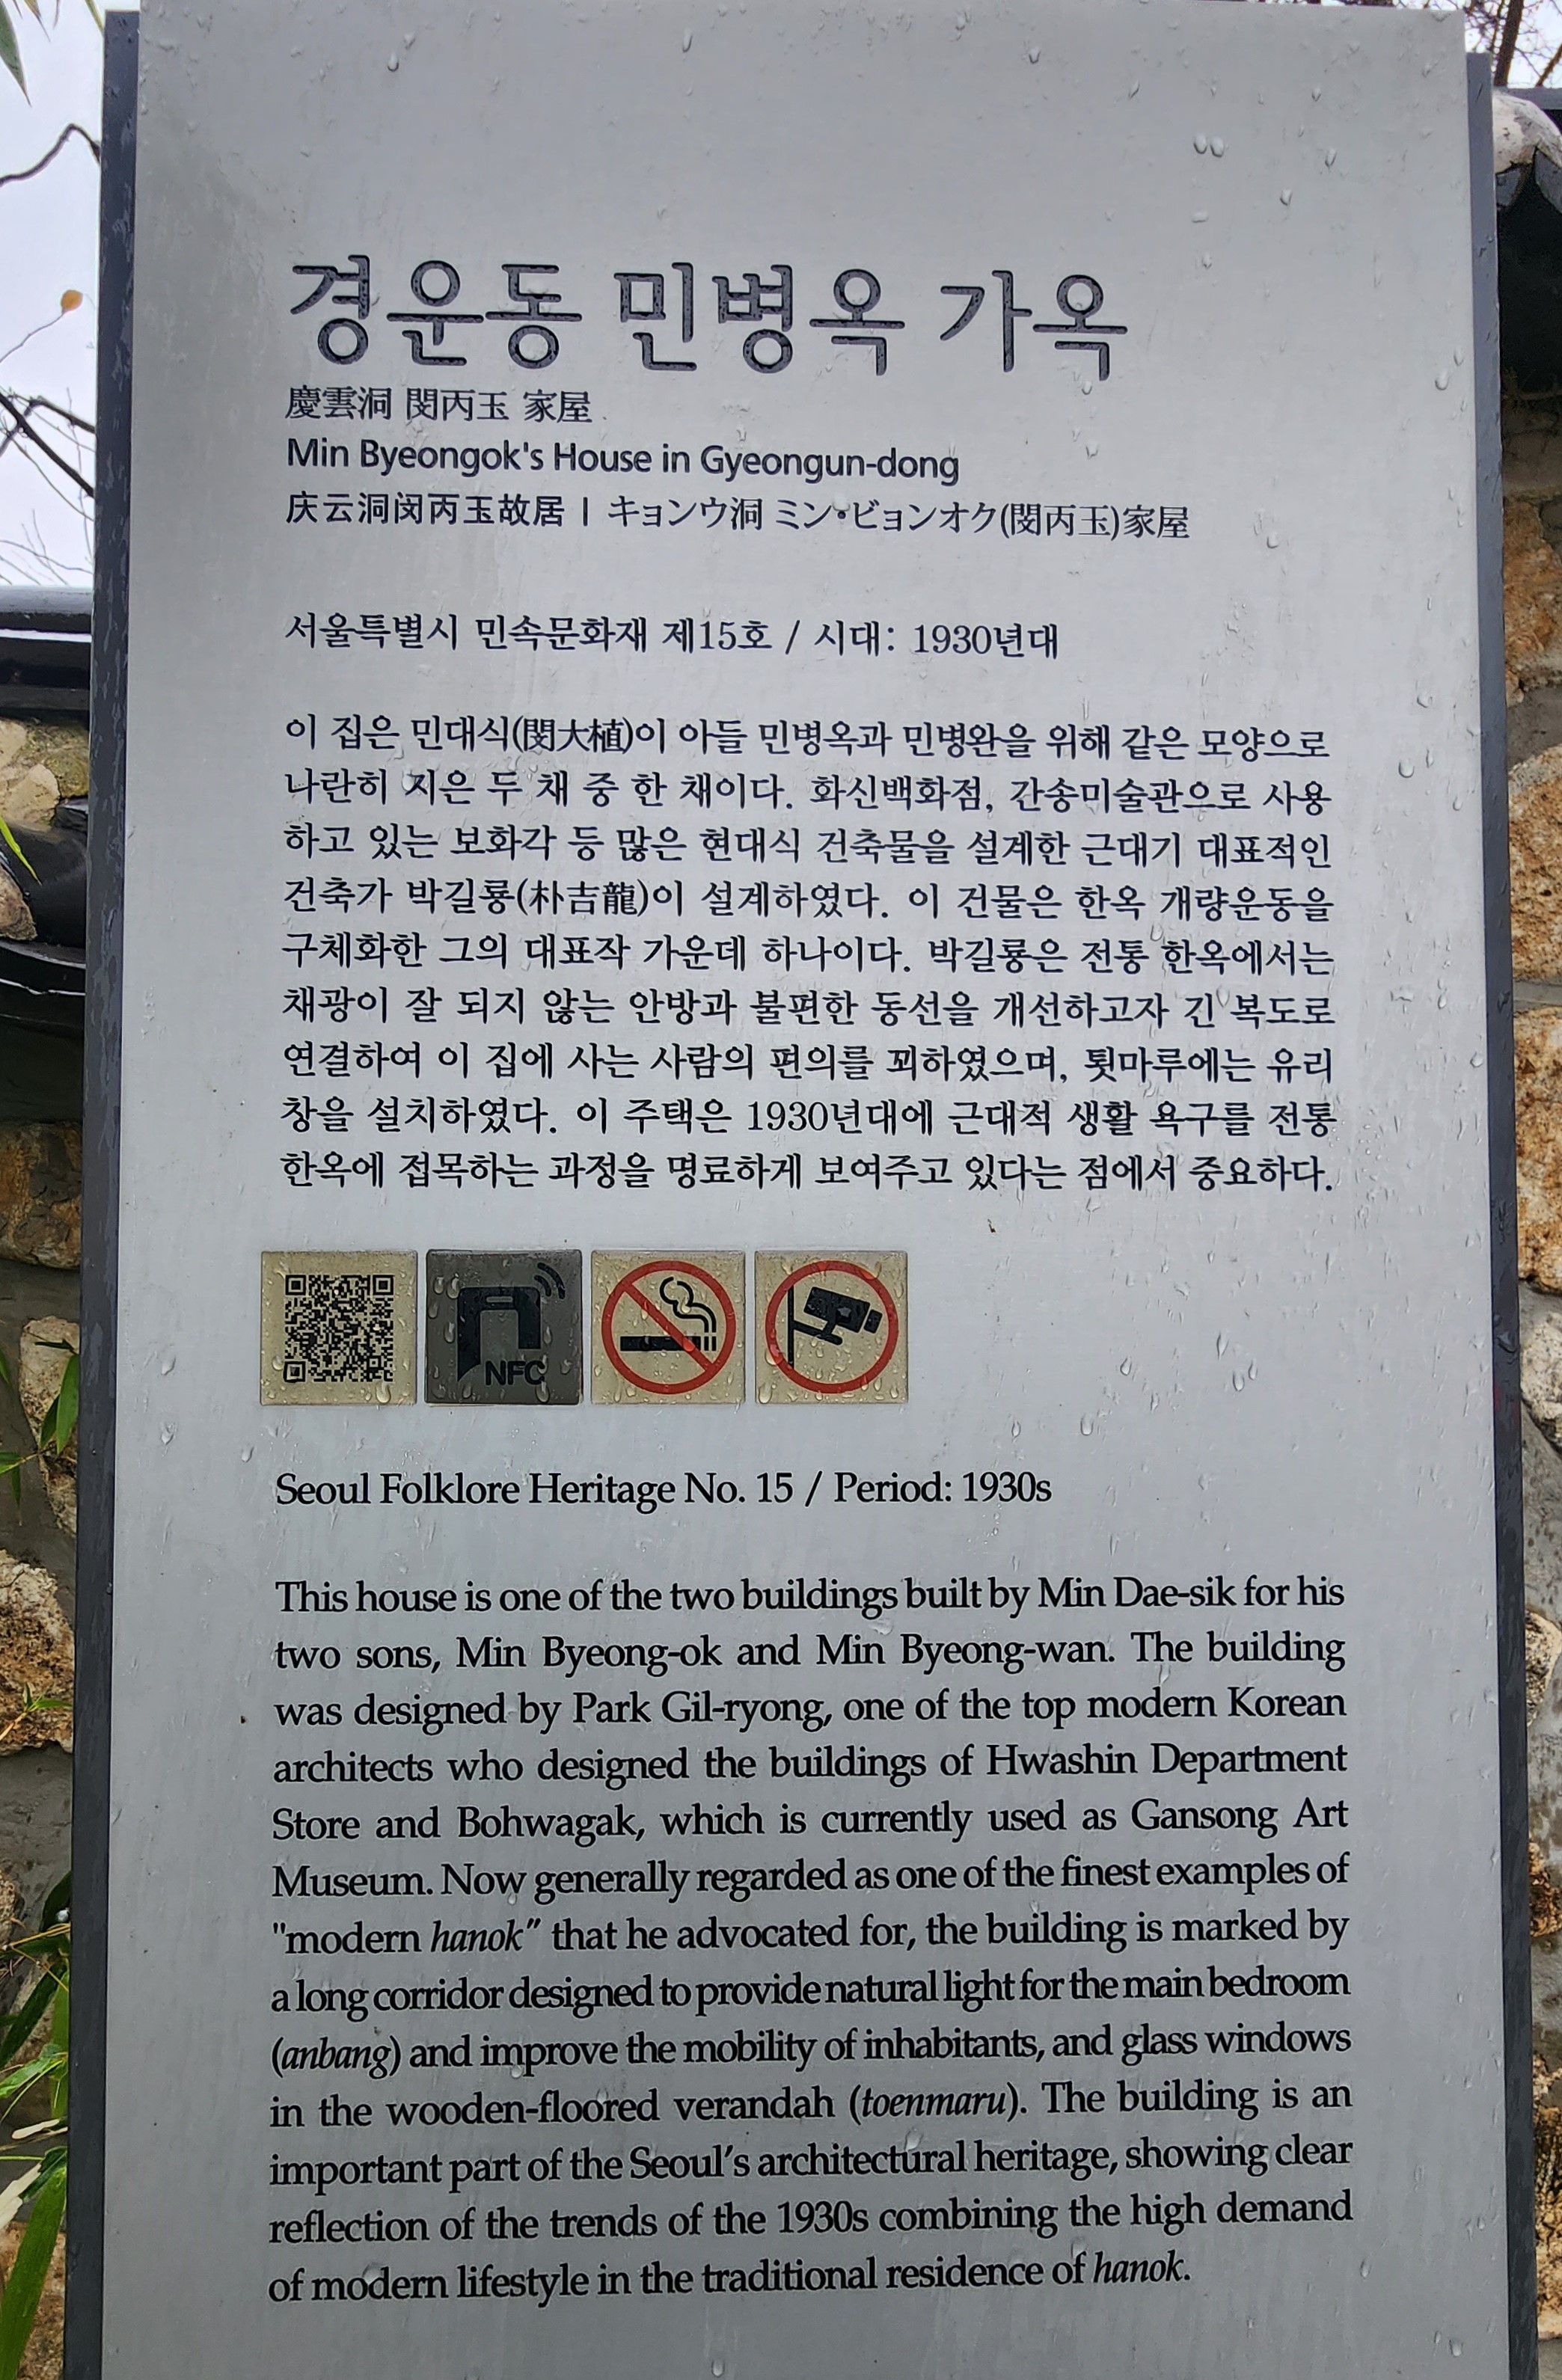 경운동 민병옥 가옥
慶雲洞 閔丙玉 家屋
Min Byeongok's House in Gyeongun-dong
庆云洞闵丙玉故居 | キョンウ洞 ミン・ビョンオク(閔丙玉)家屋
서울특별시 민속문화재 제15호 / 시대: 1930년대
이 집은 민대식(閔大植)이 아들 민병옥과 민병완을 위해 같은 모양으로
나란히 지은 두 채 중 한 채이다. 화신백화점, 간송미술관으로 사용
하고 있는 보화각 등 많은 현대식 건축물을 설계한 근대기 대표적인
건축가 박길룡(朴吉龍)이 설계하였다. 이 건물은 한옥 개량운동을
구체화한 그의 대표작 가운데 하나이다. 박길룡은 전통 한옥에서는
채광이 잘 되지 않는 안방과 불편한 동선을 개선하고자 긴 복도로
연결하여 이 집에 사는 사람의 편의를 꾀하였으며, 툇마루에는 유리
창을 설치하였다. 이 주택은 1930년대에 근대적 생활 욕구를 전통
한옥에 접목하는 과정을 명료하게 보여주고 있다는 점에서 중요하다.
NFC
Seoul Folklore Heritage No. 15 / Period: 1930s
This house is one of the two buildings built by Min Dae-sik for his
two sons, Min Byeong-ok and Min Byeong-wan. The building
was designed by Park Gil-ryong, one of the top modern Korean
architects who designed the buildings of Hwashin Department
Store and Bohwagak, which is currently used as Gansong Art
Museum. Now generally regarded as one of the finest examples of
"modern hanok" that he advocated for, the building is marked by
a long corridor designed to provide natural light for the main bedroom
(anbang) and improve the mobility of inhabitants, and glass windows
in the wooden-floored verandah (toenmaru). The building is an
important part of the Seoul's architectural heritage, showing clear
reflection of the trends of the 1930s combining the high demand
of modern lifestyle in the traditional residence of hanok.